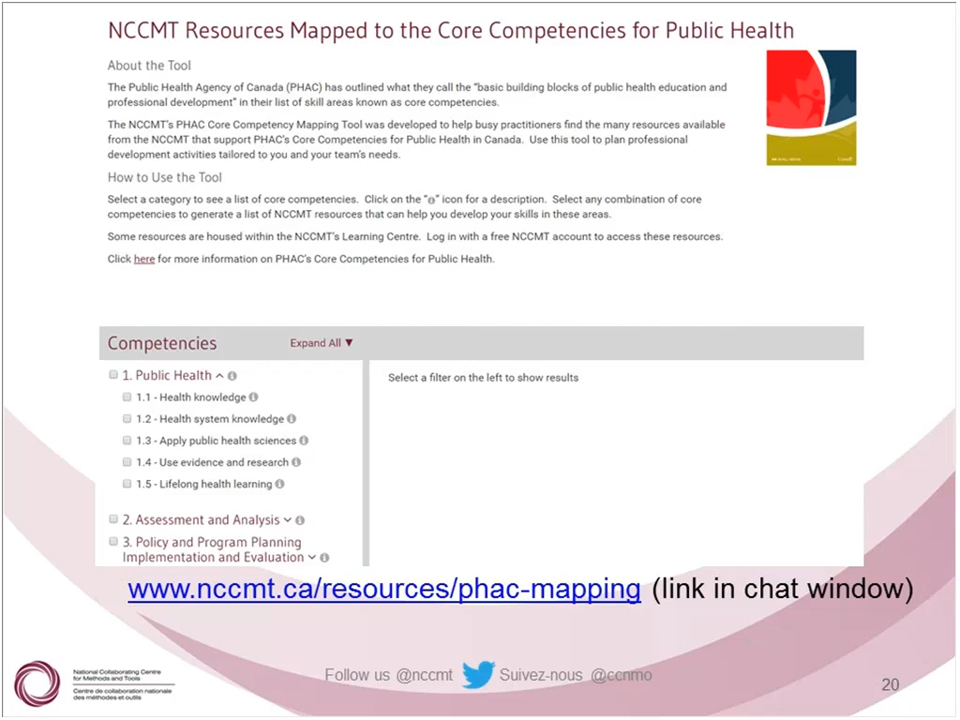 NCCMT Resources Mapped to the Core Competencies for Public Health
About the Tool
The Public Health Agency of Canada (PHAC) has outlined what they call the “basic building blocks of public health education and
professional development” in their list of skill areas known as core competencies.
The NCCMT's PHAC Core Competency Mapping Tool was developed to help busy practitioners find the many resources available
from the NCCMT that support PHAC's Core Competencies for Public Health in Canada. Use this tool to plan professional
development activities tailored to you and your team's needs.
How to Use the Tool
Select a category to see a list of core competencies. Click on the “i” icon for a description. Select any combination of core
competencies to generate a list of NCCMT resources that can help you develop your skills in these areas.
Some resources are housed within the NCCMT's Learning Centre. Log in with a free NCCMT account to access these resources.
Click here for more information on PHAC's Core Competencies for Public Health.
Competencies Expand All ▼
1. Public Health
1.1 - Health knowledge
1.2 - Health system knowledge
1.3 - Apply public health sciences
1.4 - Use evidence and research
1.5 - Lifelong health learning
2. Assessment and Analysis
3. Policy and Program Planning
Implementation and Evaluation
Select a filter on the left to show results
www.nccmt.ca/resources/phac-mapping (link in chat window)
National Collaborating Centre
for Methods and Tools
Centre de collaboration nationale
des méthodes et outils
Follow us @nccmt Suivez-nous @ccnmo
20